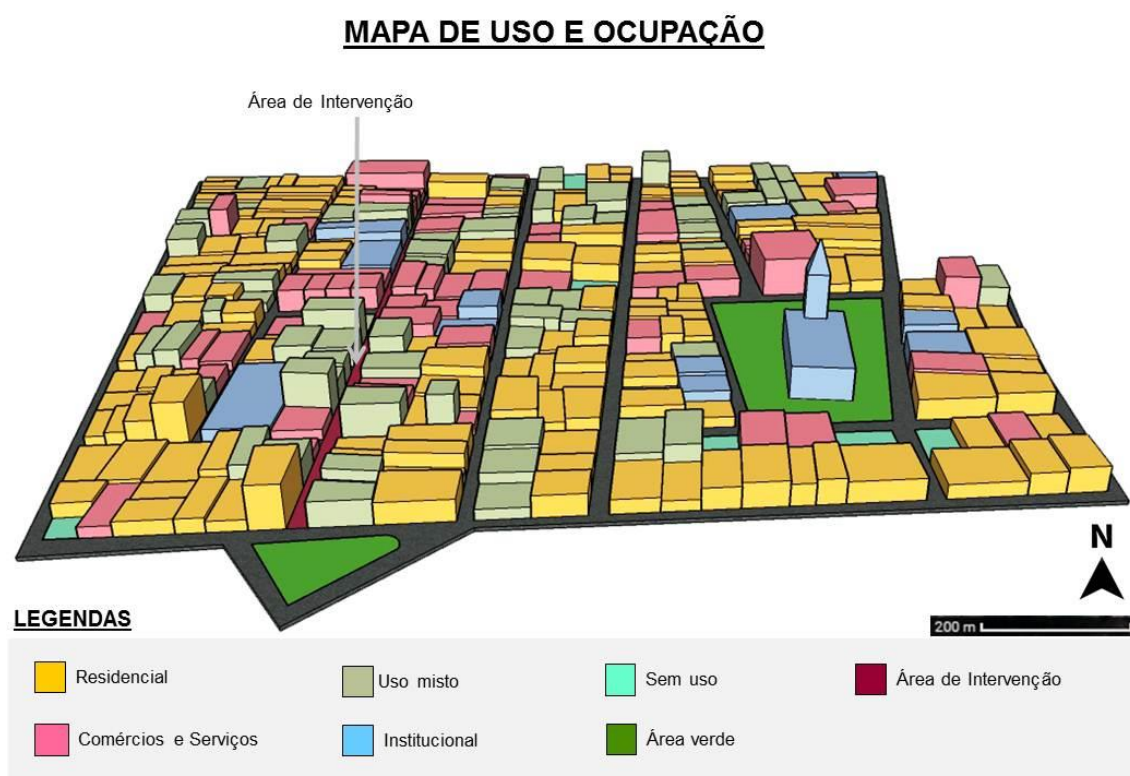 MAPA DE USO E OCUPAÇÃO
Área de Intervenção
N
200 m
LEGENDAS
Residencial
Uso misto
Sem uso
Área de Intervenção
Comércios e Serviços
Institucional
Área verde